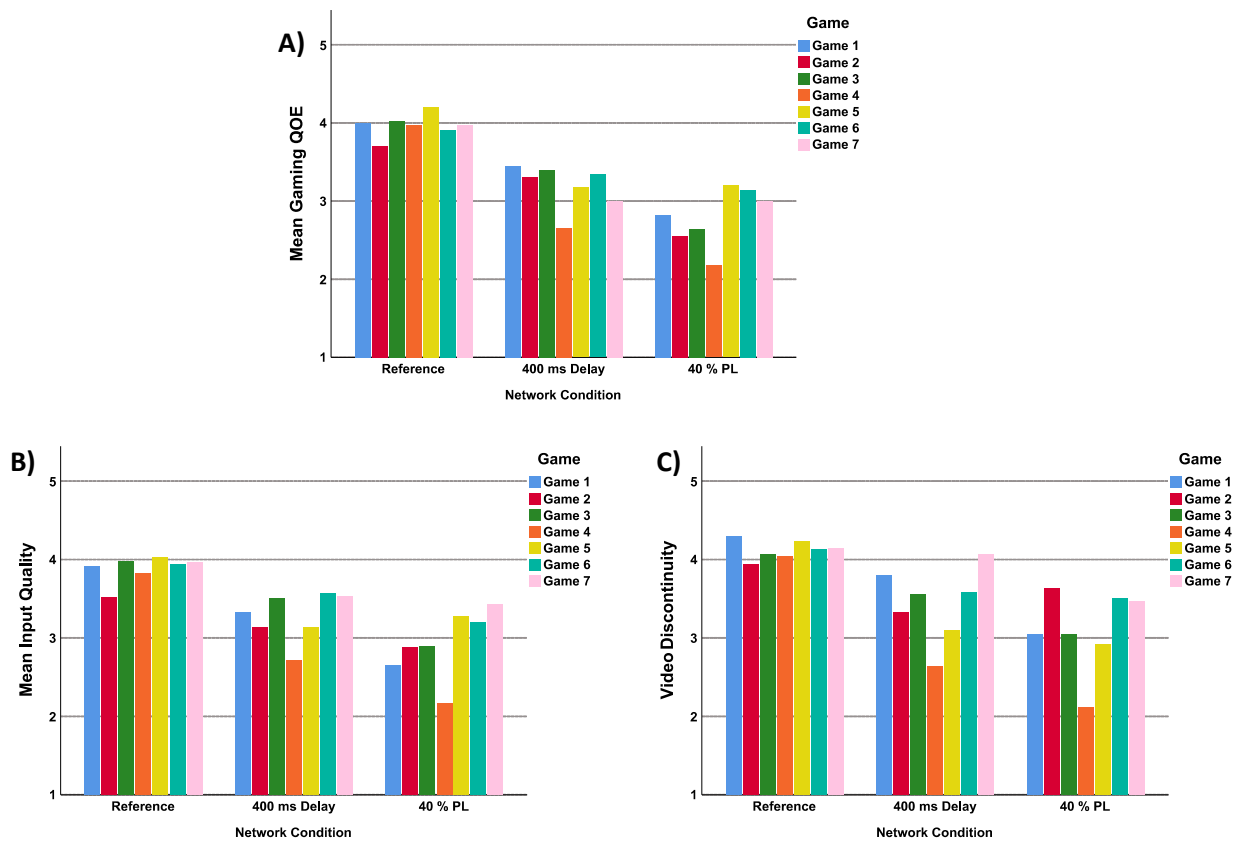 A)
Mean Gaming QOE
5
4
3
2
1
Reference
400 ms Delay
40 % PL
Network Condition
Game
Game 1
Game 2
Game 3
Game 4
Game 5
Game 6
Game 7
B)
Mean Input Quality
5
4
3
2
1
Reference
400 ms Delay
40 % PL
Network Condition
Game
Game 1
Game 2
Game 3
Game 4
Game 5
Game 6
Game 7
C)
Video Discontinuity
5
4
3
2
1
Reference
400 ms Delay
40 % PL
Network Condition
Game
Game 1
Game 2
Game 3
Game 4
Game 5
Game 6
Game 7